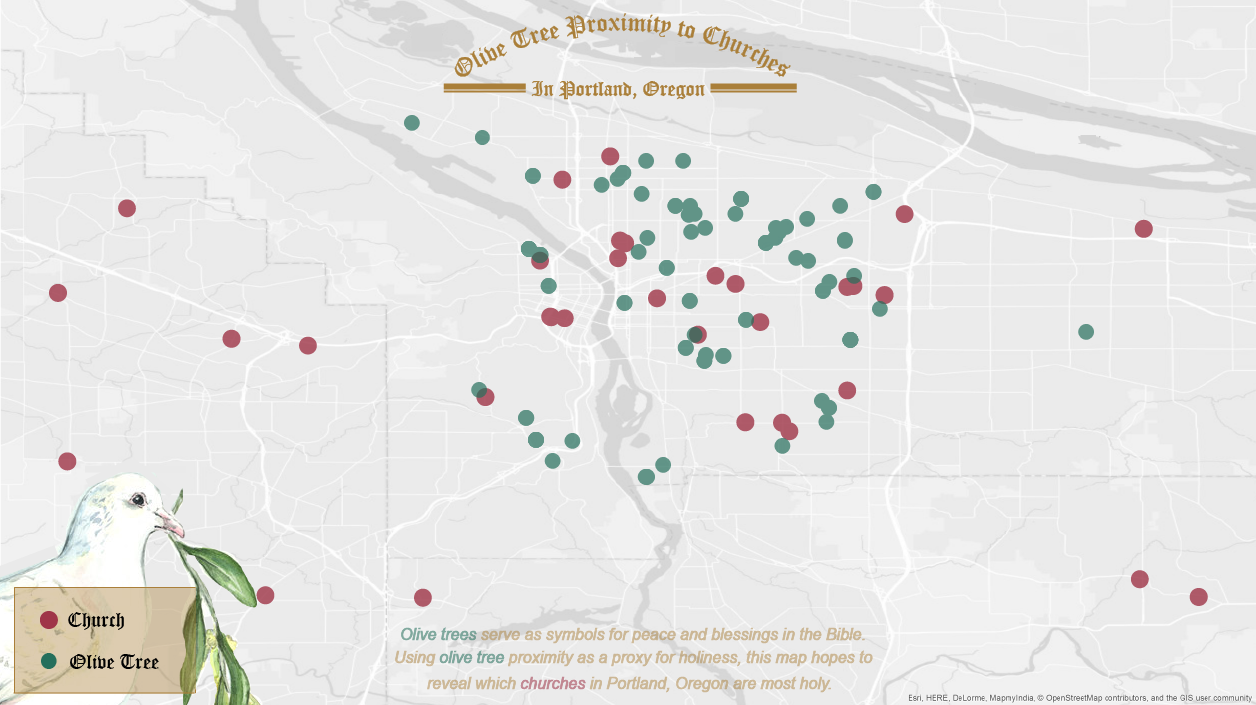 Olive Tree Proximity to Churches
In Portland, Oregon
Church
Olive Tree
Olive trees serve as symbols for peace and blessings in the Bible.
Using olive tree proximity as a proxy for holiness, this map hopes to
reveal which churches in Portland, Oregon are most holy.
Esri, HERE, DeLorme, MapmyIndia, © OpenStreetMap contributors, and the GIS user community